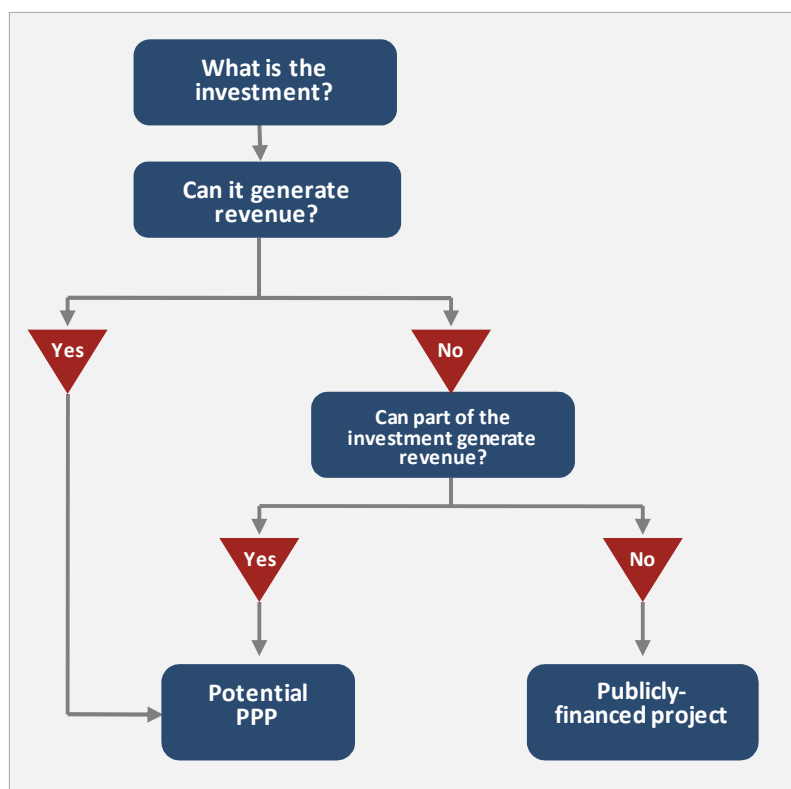 What is the
investment?
Can it generate
revenue?
Yes
No
Can part of the
investment generate
revenue?
Yes
No
Potential
PPP
Publicly-
financed project